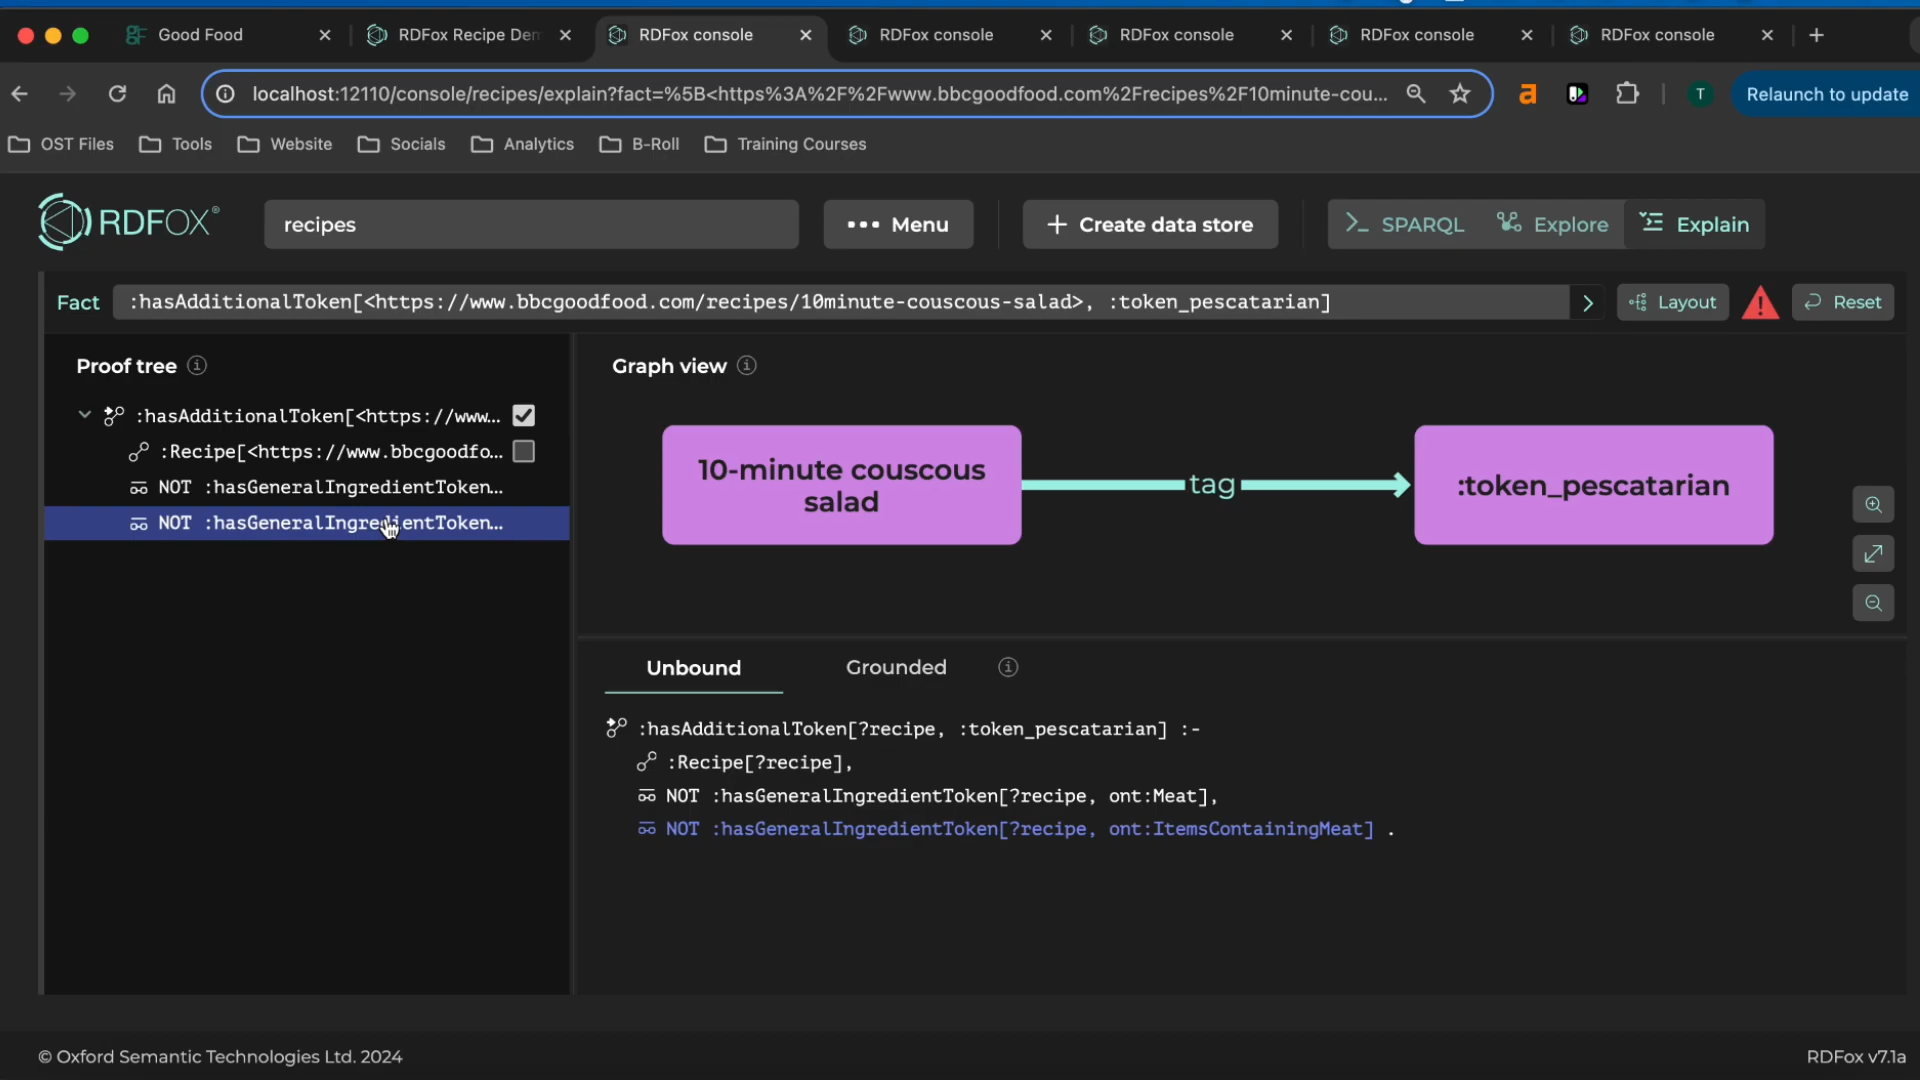 Good Food
RDFox Recipe Dem
RDFox console
RDFox console
RDFox console
RDFox console
RDFox console
localhost:12110/console/recipes/explain?fact=%5B<https%3A%2F%2Fwww.bbcgoodfood.com%2Frecipes%2F10minute-cou...
T
Relaunch to update
OST Files
Tools
Website
Socials
Analytics
B-Roll
Training Courses
RDFOX®
recipes
Menu
Create data store
SPARQL
Explore
Explain
Fact
:hasAdditionalToken[<https://www.bbcgoodfood.com/recipes/10minute-couscous-salad>, :token_pescatarian]
Layout
Reset
Proof tree
:hasAdditionalToken[<https://www...
:Recipe[<https://www.bbcgoodfo...
NOT :hasGeneralIngredientToken...
NOT :hasGeneralIngredientToken...
Graph view
10-minute couscous
salad
tag
:token_pescatarian
Unbound
Grounded
:hasAdditionalToken[?recipe, :token_pescatarian] :-
:Recipe[?recipe],
NOT :hasGeneralIngredientToken[?recipe, ont:Meat],
NOT :hasGeneralIngredientToken[?recipe, ont:ItemsContainingMeat] .
© Oxford Semantic Technologies Ltd. 2024
RDFox v7.1a